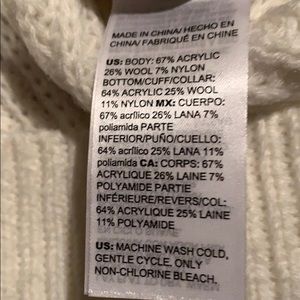 MADE IN CHINA/ HECHO EN
CHINA/ FABRIQUÉ EN CHINE
US: BODY: 67% ACRYLIC
26% WOOL 7% NYLON
BOTTOM/CUFF/COLLAR:
64% ACRYLIC 25% WOOL
11% NYLON MX: CUERPO:
67% acrílico 26% LANA 7%
poliamida PARTE
INFERIOR/PUÑO/CUELLO:
64% acrílico 25% LANA 11%
poliamida CA: CORPS: 67%
ACRYLIQUE 26% LAINE 7%
POLYAMIDE PARTIE
INFÉRIEURE/REVERS/COL:
64% ACRYLIQUE 25% LAINE
11% POLYAMIDE
US: MACHINE WASH COLD,
GENTLE CYCLE, ONLY
NON-CHLORINE BLEACH,